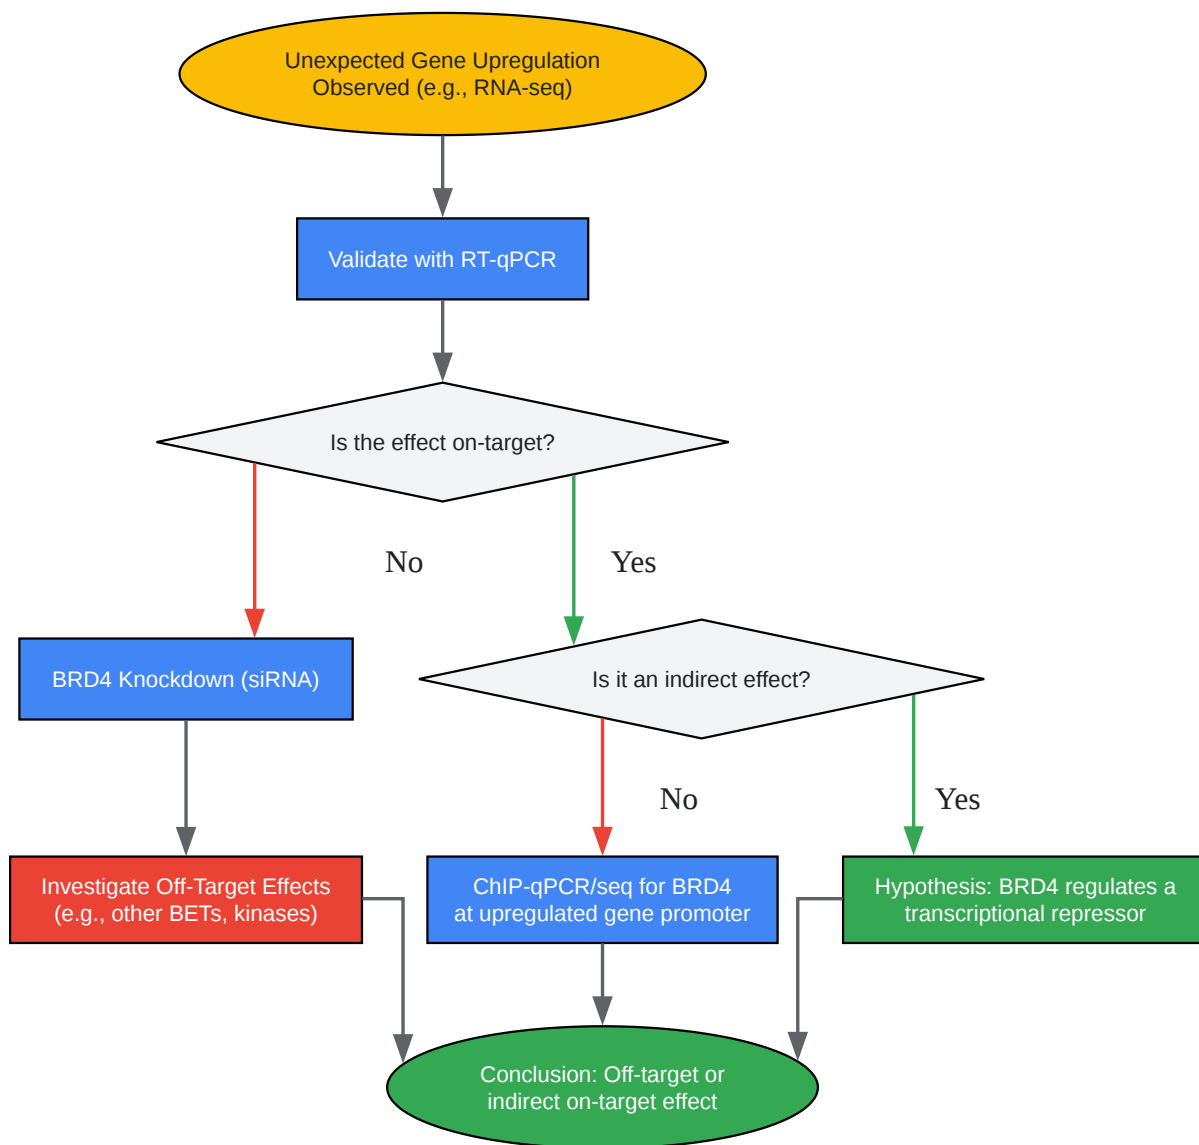 Unexpected Gene Upregulation
Observed (e.g., RNA-seq)
Validate with RT-qPCR
Is the effect on-target?
No
Yes
BRD4 Knockdown (siRNA)
Is it an indirect effect?
No
Yes
Investigate Off-Target Effects
(e.g., other BETs, kinases)
ChIP-qPCR/seq for BRD4
at upregulated gene promoter
Hypothesis: BRD4 regulates a
transcriptional repressor
Conclusion: Off-target or
indirect on-target effect